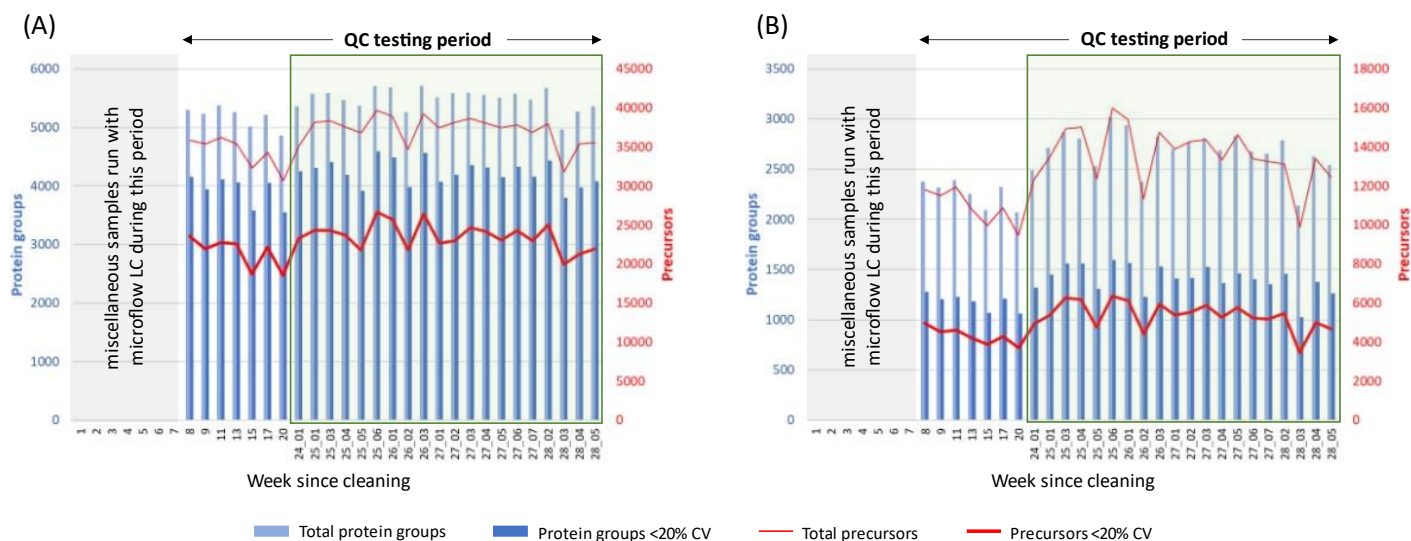 (A)
QC testing period
6000
5000
4000
3000
2000
1000
0
Protein groups
miscellaneous samples run with
microflow LC during this period
45000
40000
35000
30000
25000
20000
15000
10000
5000
0
Precursors
1 2 3 4 5 6 7 8 9 11 13 15 17 20 24_01 25_01 25_03 25_04 25_05 25_06 26_01 26_02 26_03 27_01 27_02 27_03 27_04 27_05 27_06 27_07 28_02 28_03 28_04 28_05
Week since cleaning
(B)
QC testing period
3500
3000
2500
2000
1500
1000
500
0
Protein groups
miscellaneous samples run with
microflow LC during this period
18000
16000
14000
12000
10000
8000
6000
4000
2000
0
Precursors
1 2 3 4 5 6 7 8 9 11 13 15 17 20 24_01 25_01 25_03 25_04 25_05 25_06 26_01 26_02 26_03 27_01 27_02 27_03 27_04 27_05 27_06 27_07 28_02 28_03 28_04 28_05
Week since cleaning
Total protein groups Protein groups <20% CV Total precursors Precursors <20% CV